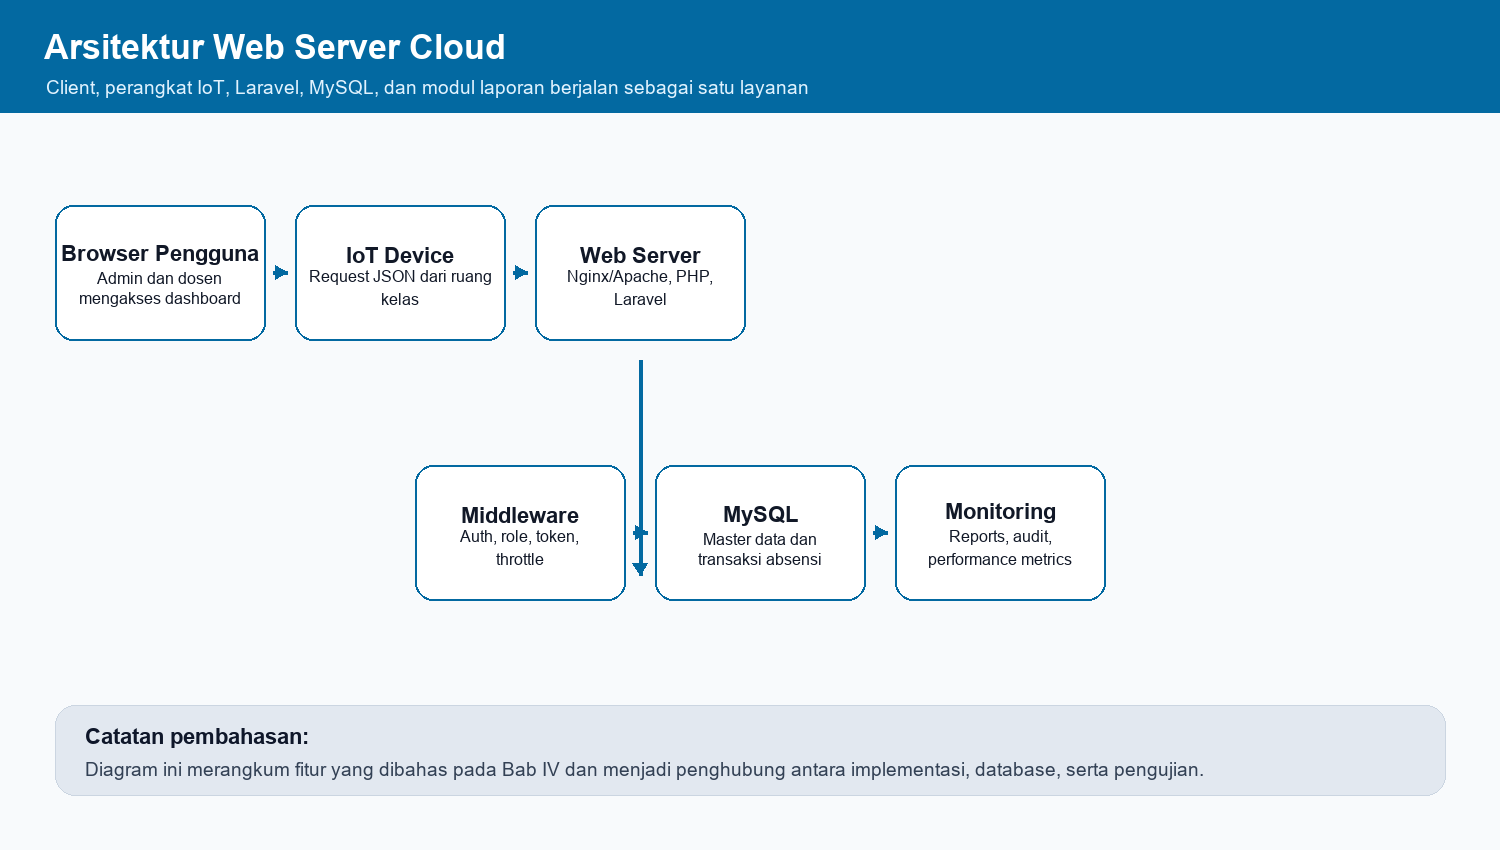 Arsitektur Web Server Cloud
Client, perangkat IoT, Laravel, MySQL, dan modul laporan berjalan sebagai satu layanan
Browser Pengguna
Admin dan dosen
mengakses dashboard
IoT Device
Request JSON dari ruang
kelas
Web Server
Nginx/Apache, PHP,
Laravel
Middleware
Auth, role, token,
throttle
MySQL
Master data dan
transaksi absensi
Monitoring
Reports, audit,
performance metrics
Catatan pembahasan:
Diagram ini merangkum fitur yang dibahas pada Bab IV dan menjadi penghubung antara implementasi, database, serta pengujian.